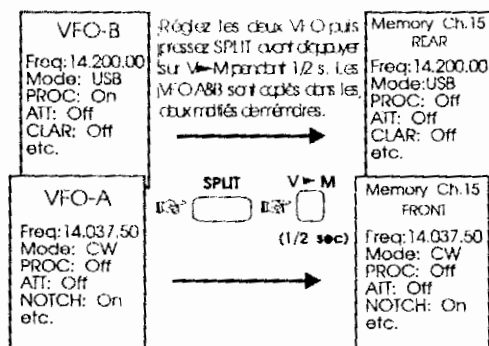 VFO-B
Freq:14.200.00
Mode: USB
PROC: On
ATT: Off
CLAR: Off
etc.
Réglez les deux VFO puis
pressez SPLIT avant d'appuyer
sur V►M pendant 1/2 s. Les
VFO A&B sont copiés dans les
deux moitiés de mémoires.
Memory Ch.15
REAR
Freq:14.200.00
Mode:USB
PROC: On
ATT: Off
CLAR: Off
etc.
VFO-A
Freq:14.037.50
Mode: CW
PROC: Off
ATT: Off
NOTCH: On
etc.
SPLIT
V ► M
(1/2 sec)
Memory Ch.15
FRONT
Freq:14.037.50
Mode: CW
PROC: Off
ATT: Off
NOTCH: On
etc.